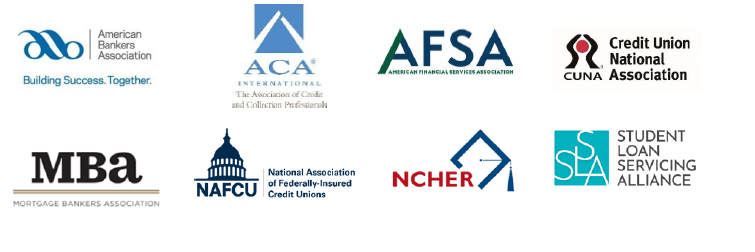 American
Bankers
Association
Building Success. Together.
ACA®
INTERNATIONAL
The Association of Credit
and Collection Professionals
AFSA
AMERICAN FINANCIAL SERVICES ASSOCIATION
CUNA
Credit Union
National
Association
MBa
MORTGAGE BANKERS ASSOCIATION
NAFCU
National Association
of Federally-Insured
Credit Unions
NCHER
SLSA
STUDENT
LOAN
SERVICING
ALLIANCE